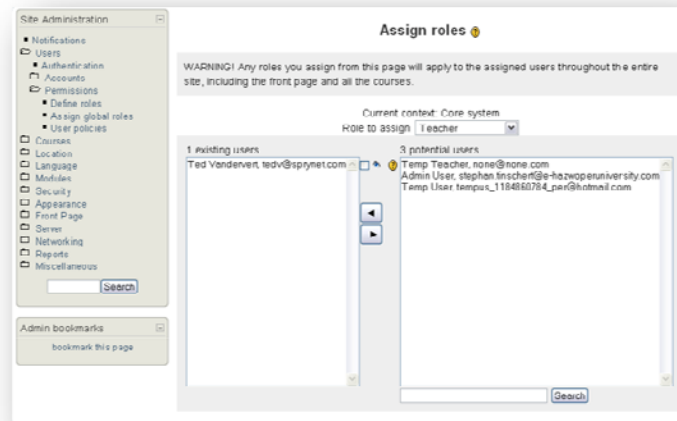 Site Administration
Notifications
Users
Authentication
Accounts
Permissions
Define roles
Assign global roles
User policies
Courses
Location
Language
Modules
Security
Appearance
Front Page
Server
Networking
Reports
Miscellaneous
Search
Admin bookmarks
bookmark this page
Assign roles
WARNING! Any roles you assign from this page will apply to the assigned users throughout the entire
site, including the front page and all the courses.
Current context: Core system
Role to assign Teacher
1 existing users
Ted Vandervert, tedv@sprynet.com
3 potential users
Temp Teacher, none@none.com
Admin User, stephan.tinschert@e-hazwoperuniversity.com
Temp User, tempus_1184860784_per@hotmail.com
Search